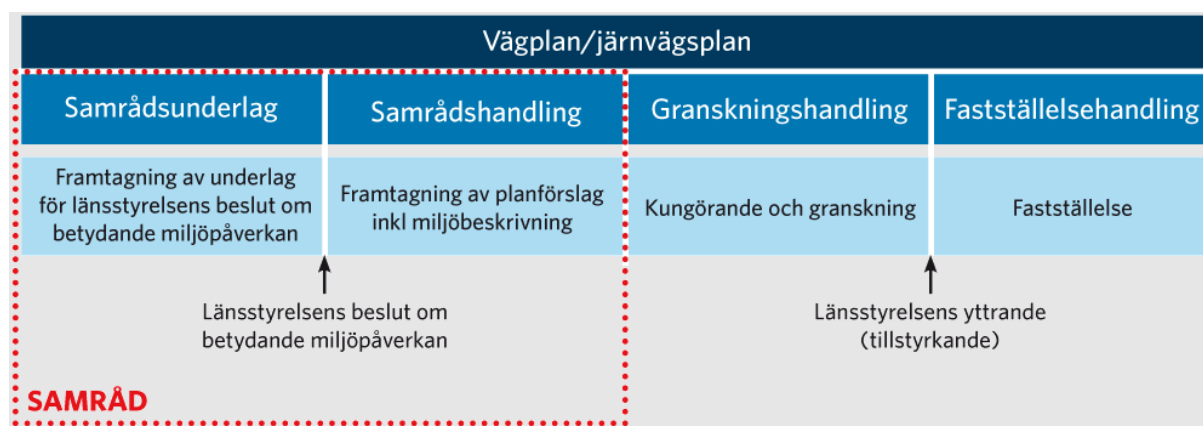 Vägplan/järnvägsplan
Samrådsunderlag
Samrådshandling
Granskningshandling
Fastställelsehandling
Framtagning av underlag
för länsstyrelsens beslut om
betydande miljöpåverkan
Framtagning av planförslag
inkl miljöbeskrivning
Kungörande och granskning
Fastställelse
Länsstyrelsens beslut om
betydande miljöpåverkan
Länsstyrelsens yttrande
(tillstyrkande)
SAMRÅD